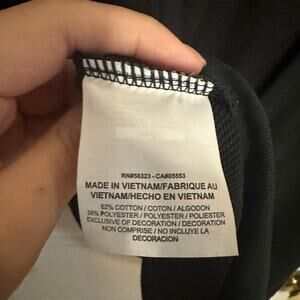 RN#56323 - CA#05553
MADE IN VIETNAM/FABRIQUE AU
VIETNAM/HECHO EN VIETNAM
62% COTTON / COTON / ALGODON
38% POLYESTER / POLYESTER / POLIESTER
EXCLUSIVE OF DECORATION / DECORATION
NON COMPRISE / NO INCLUYE LA
DECORACION